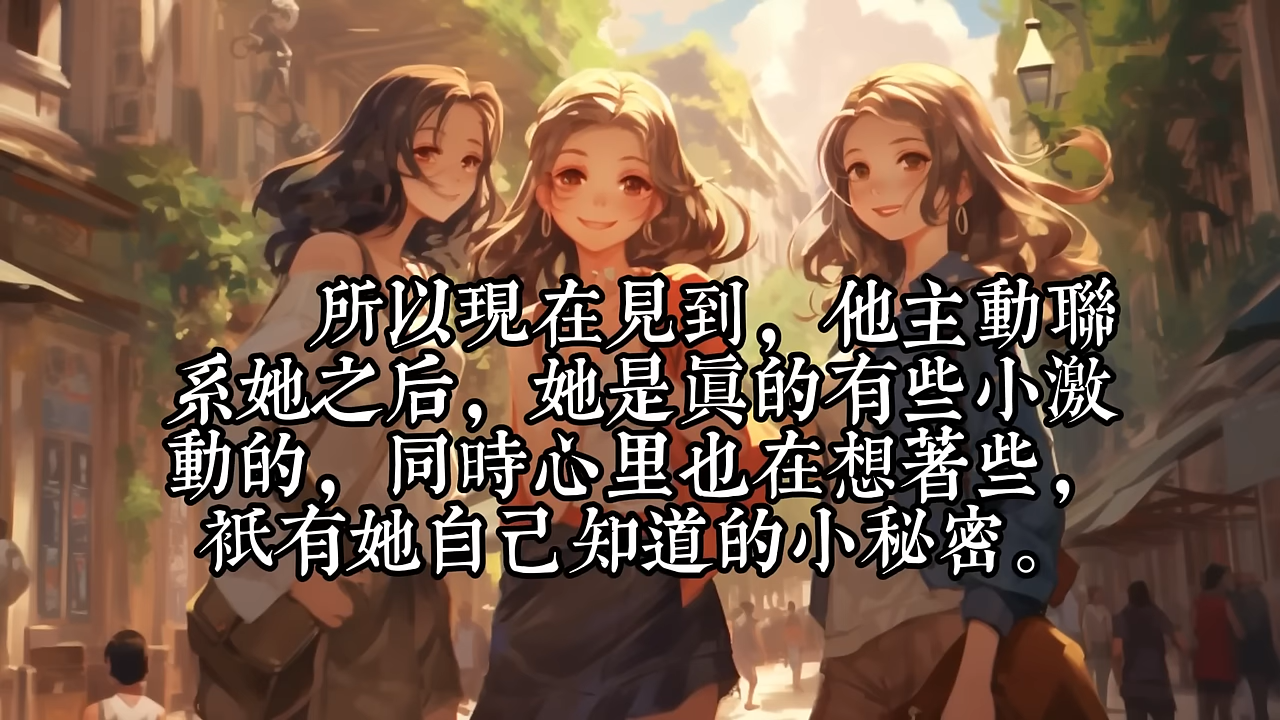 所以現在見到，他主動聯
系她之后，她是真的有些小激
動的，同時心里也在想著些，
衹有她自己知道的小秘密。